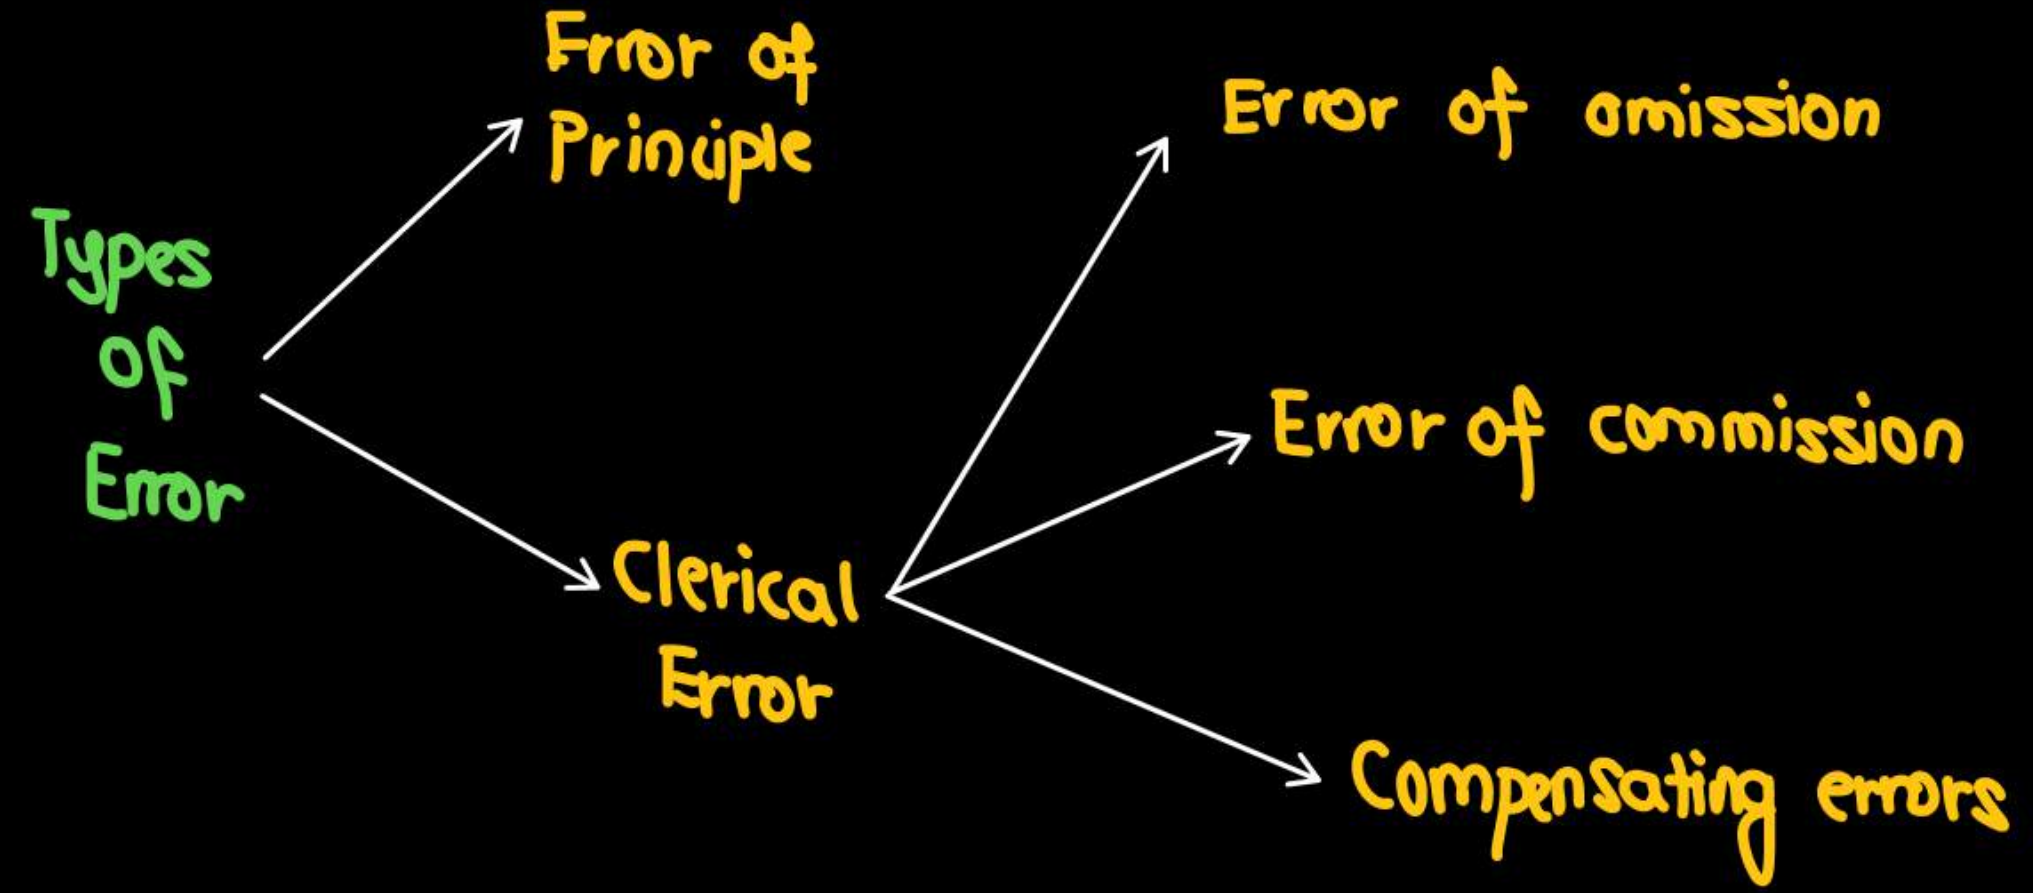 Types
of
Error
Error of
Principle
Clerical
Error
Error of omission
Error of commission
Compensating errors